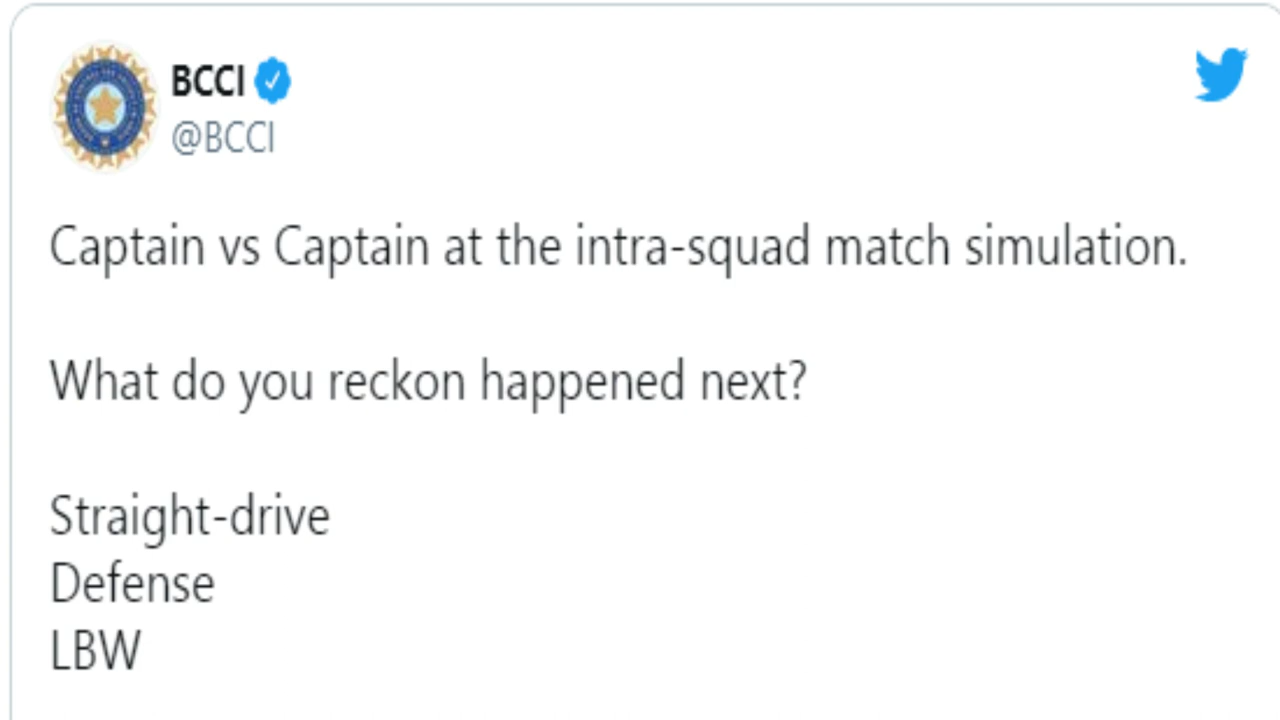 BCCI
@BCCI
Captain vs Captain at the intra-squad match simulation.
What do you reckon happened next?
Straight-drive
Defense
LBW